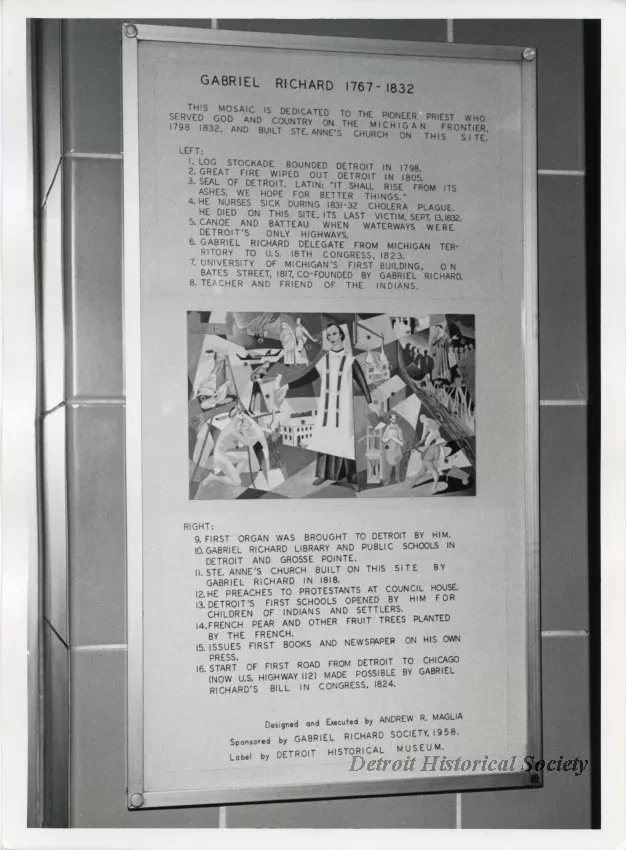 GABRIEL RICHARD 1767-1832
THIS MOSAIC IS DEDICATED TO THE PIONEER PRIEST WHO
SERVED GOD AND COUNTRY ON THE MICHIGAN FRONTIER,
1798 1832, AND BUILT STE. ANNE'S CHURCH ON THIS SITE.
LEFT:
1. LOG STOCKADE BOUNDED DETROIT IN 1798.
2. GREAT FIRE WIPED OUT DETROIT IN 1805.
3. SEAL OF DETROIT. LATIN: "IT SHALL RISE FROM ITS
ASHES, WE HOPE FOR BETTER THINGS."
4. HE NURSES SICK DURING 1831-32 CHOLERA PLAGUE.
HE DIED ON THIS SITE, ITS LAST VICTIM, SEPT. 13, 1832.
5. CANOE AND BATTEAU WHEN WATERWAYS WERE
DETROIT'S ONLY HIGHWAYS.
6. GABRIEL RICHARD DELEGATE FROM MICHIGAN TER-
RITORY TO U.S. 18TH CONGRESS, 1823.
7. UNIVERSITY OF MICHIGAN'S FIRST BUILDING, ON
BATES STREET, 1817, CO-FOUNDED BY GABRIEL RICHARD.
8. TEACHER AND FRIEND OF THE INDIANS.
RIGHT:
9. FIRST ORGAN WAS BROUGHT TO DETROIT BY HIM.
10. GABRIEL RICHARD LIBRARY AND PUBLIC SCHOOLS IN
DETROIT AND GROSSE POINTE.
11. STE. ANNE'S CHURCH BUILT ON THIS SITE BY
GABRIEL RICHARD IN 1818.
12. HE PREACHES TO PROTESTANTS AT COUNCIL HOUSE.
13. DETROIT'S FIRST SCHOOLS OPENED BY HIM FOR
CHILDREN OF INDIANS AND SETTLERS.
14. FRENCH PEAR AND OTHER FRUIT TREES PLANTED
BY THE FRENCH.
15. ISSUES FIRST BOOKS AND NEWSPAPER ON HIS OWN
PRESS.
16. START OF FIRST ROAD FROM DETROIT TO CHICAGO
(NOW U.S. HIGHWAY 112) MADE POSSIBLE BY GABRIEL
RICHARD'S BILL IN CONGRESS, 1824.
Designed and Executed by ANDREW R. MAGLIA
Sponsored by GABRIEL RICHARD SOCIETY, 1958.
Label by DETROIT HISTORICAL MUSEUM.
Detroit Historical Society